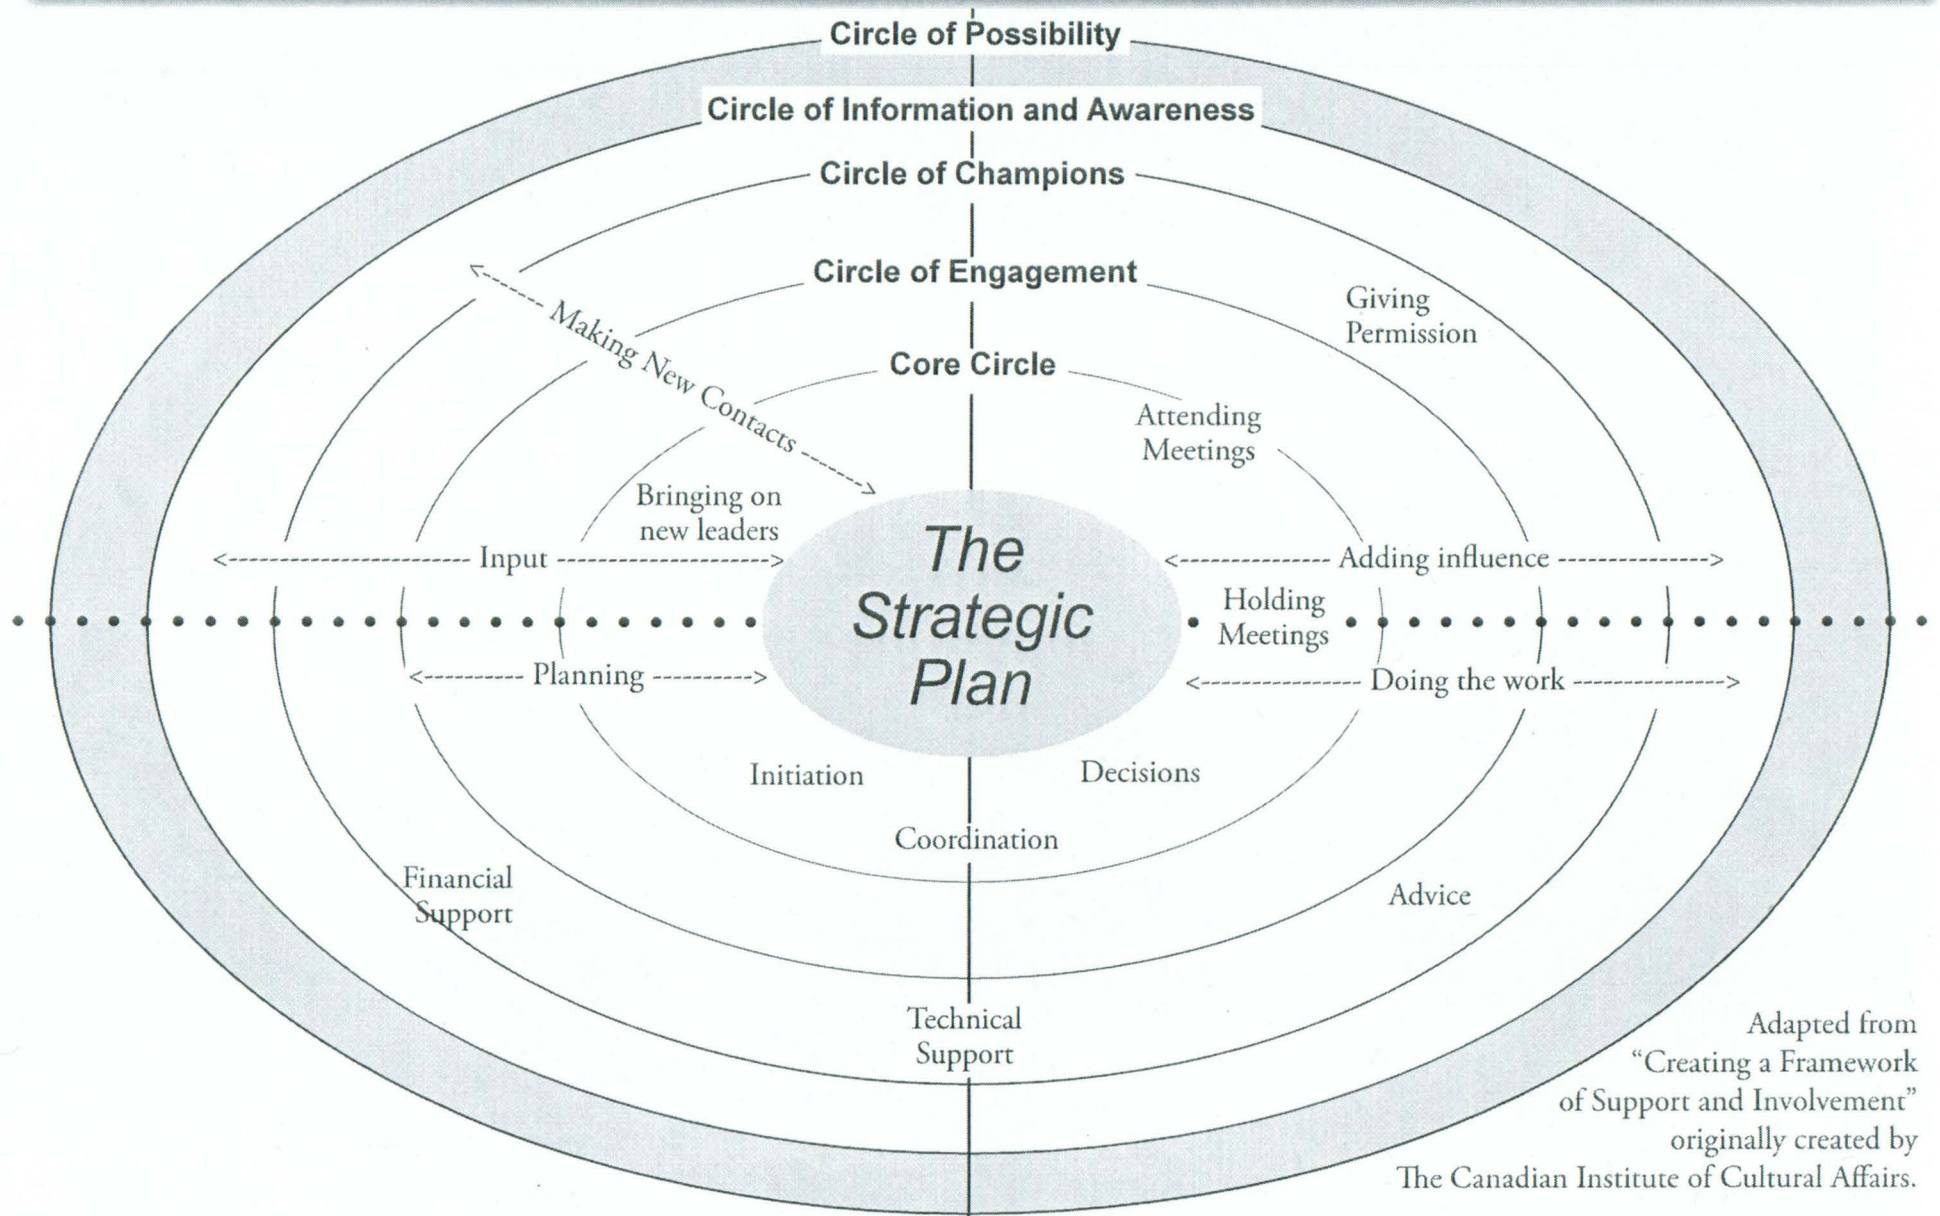 Circle of Possibility
Circle of Information and Awareness
Circle of Champions
Circle of Engagement
Giving
Permission
Making New Contacts
Core Circle
Attending
Meetings
Bringing on
new leaders
Input
The
Strategic
Plan
Adding influence
Holding
Meetings
Planning
Doing the work
Initiation
Decisions
Coordination
Financial
Support
Advice
Technical
Support
Adapted from
“Creating a Framework
of Support and Involvement”
originally created by
The Canadian Institute of Cultural Affairs.